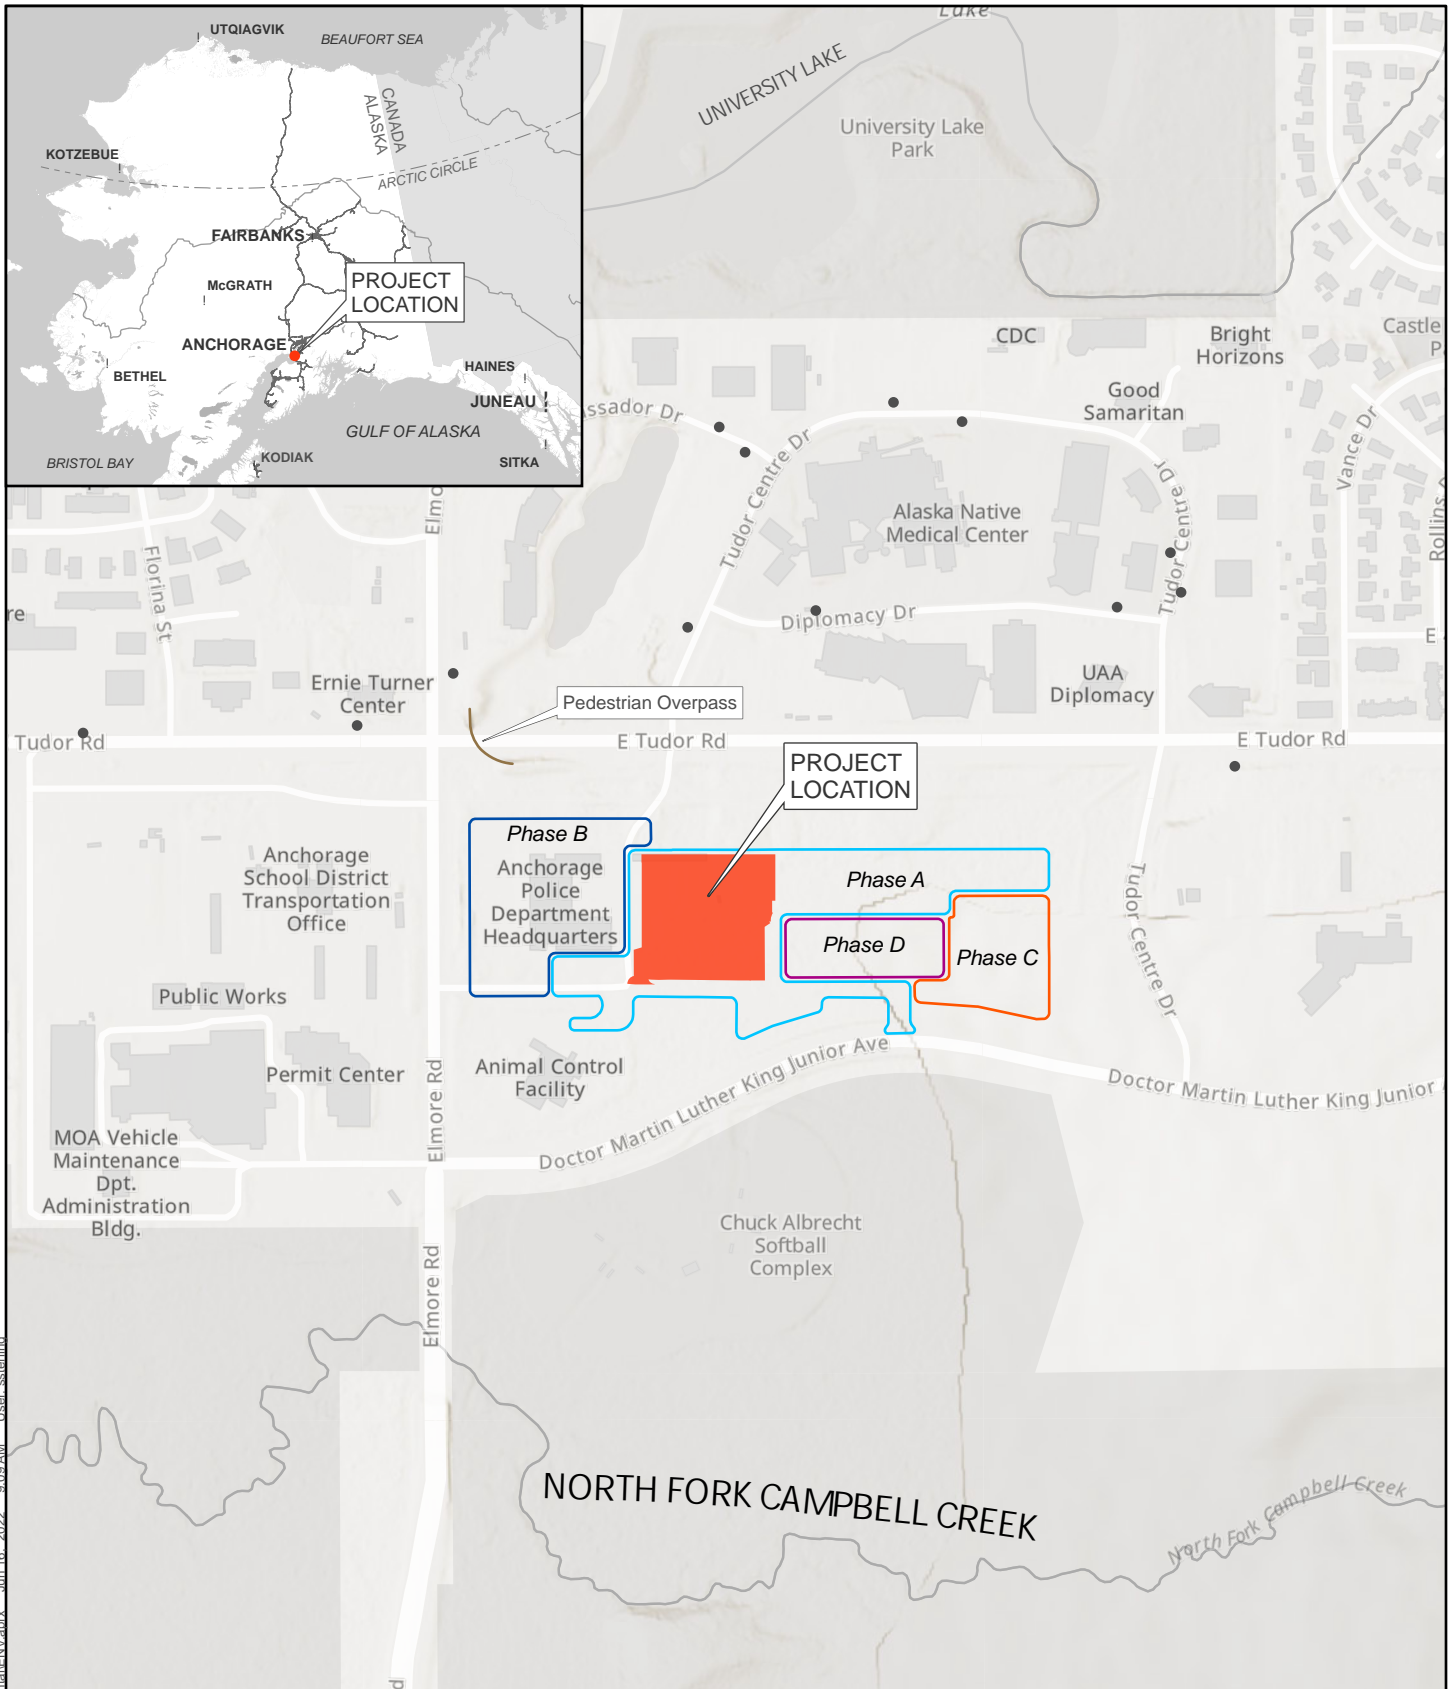 UTQIAGVIK
BEAUFORT SEA
CANADA
ALASKA
KOTZEBUE
ARCTIC CIRCLE
FAIRBANKS
McGRATH
PROJECT
LOCATION
ANCHORAGE
BETHEL
HAINES
JUNEAU
GULF OF ALASKA
BRISTOL BAY
KODIAK
SITKA
Lake
UNIVERSITY LAKE
University Lake
Park
CDC
Bright
Horizons
Castle
Good
Samaritan
Vance Dr
ssador Dr
Tudor Centre Dr
Tudor Centre Dr
Alaska Native
Medical Center
Elmo
Florina St
re
Diplomacy Dr
Ernie Turner
Center
UAA
Diplomacy
E
Pedestrian Overpass
Tudor Rd
E Tudor Rd
E Tudor Rd
PROJECT
LOCATION
Phase B
Anchorage
Police
Department
Headquarters
Phase A
Phase D
Phase C
Anchorage
School District
Transportation
Office
Tudor Centre Dr
Public Works
Permit Center
Elmore Rd
Animal Control
Facility
Doctor Martin Luther King Junior Ave
Doctor Martin Luther King Junior
MOA Vehicle
Maintenance
Dpt.
Administration
Bldg.
Chuck Albrecht
Softball
Complex
Elmore Rd
NORTH FORK CAMPBELL CREEK
North Fork Campbell Creek